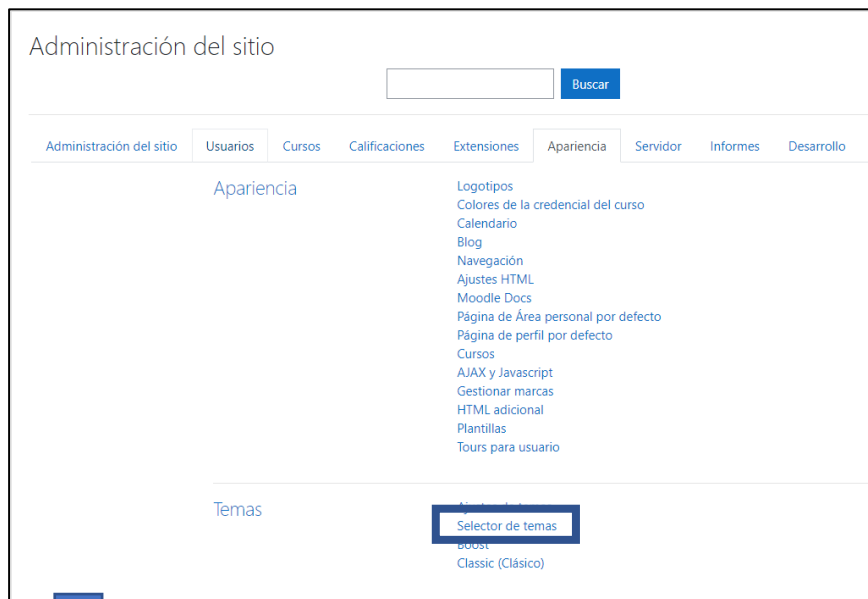 Administración del sitio
Buscar
Administración del sitio Usuarios Cursos Calificaciones Extensiones Apariencia Servidor Informes Desarrollo
Apariencia
Logotipos
Colores de la credencial del curso
Calendario
Blog
Navegación
Ajustes HTML
Moodle Docs
Página de Área personal por defecto
Página de perfil por defecto
Cursos
AJAX y Javascript
Gestionar marcas
HTML adicional
Plantillas
Tours para usuario
Temas
Selector de temas
Boost
Classic (Clásico)